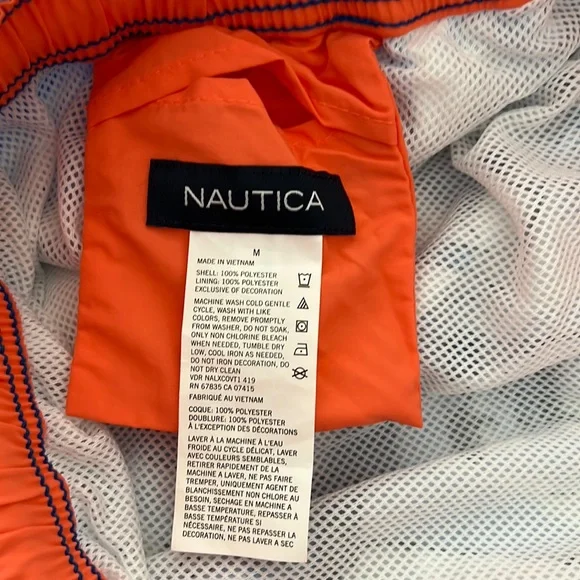 NAUTICA
M
MADE IN VIETNAM
SHELL: 100% POLYESTER
LINING: 100% POLYESTER
EXCLUSIVE OF DECORATION
MACHINE WASH COLD GENTLE
CYCLE, WASH WITH LIKE
COLORS, REMOVE PROMPTLY
FROM WASHER, DO NOT SOAK,
ONLY NON CHLORINE BLEACH
WHEN NEEDED, TUMBLE DRY
LOW, COOL IRON AS NEEDED,
DO NOT IRON DECORATION, DO
NOT DRY CLEAN
VDR NALXCOVT1 419
RN 67835 CA 07415
FABRIQUÉ AU VIETNAM
COQUE: 100% POLYESTER
DOUBLURE: 100% POLYESTER
À L'EXCEPTION DES DÉCORATIONS
LAVER À LA MACHINE À L'EAU
FROIDE AU CYCLE DÉLICAT, LAVER
AVEC COULEURS SEMBLABLES,
RETIRER RAPIDEMENT DE LA
MACHINE À LAVER, NE PAS FAIRE
TREMPER, UNIQUEMENT AGENT DE
BLANCHISSEMENT NON CHLORE AU
BESOIN, SECHAGE EN MACHINE A
BASSE TEMPERATURE, REPASSER A
BASSE TEMPÉRATURE SI
NÉCESSAIRE, NE PAS REPASSER LA
DECORATION, NE PAS LAVER A SEC